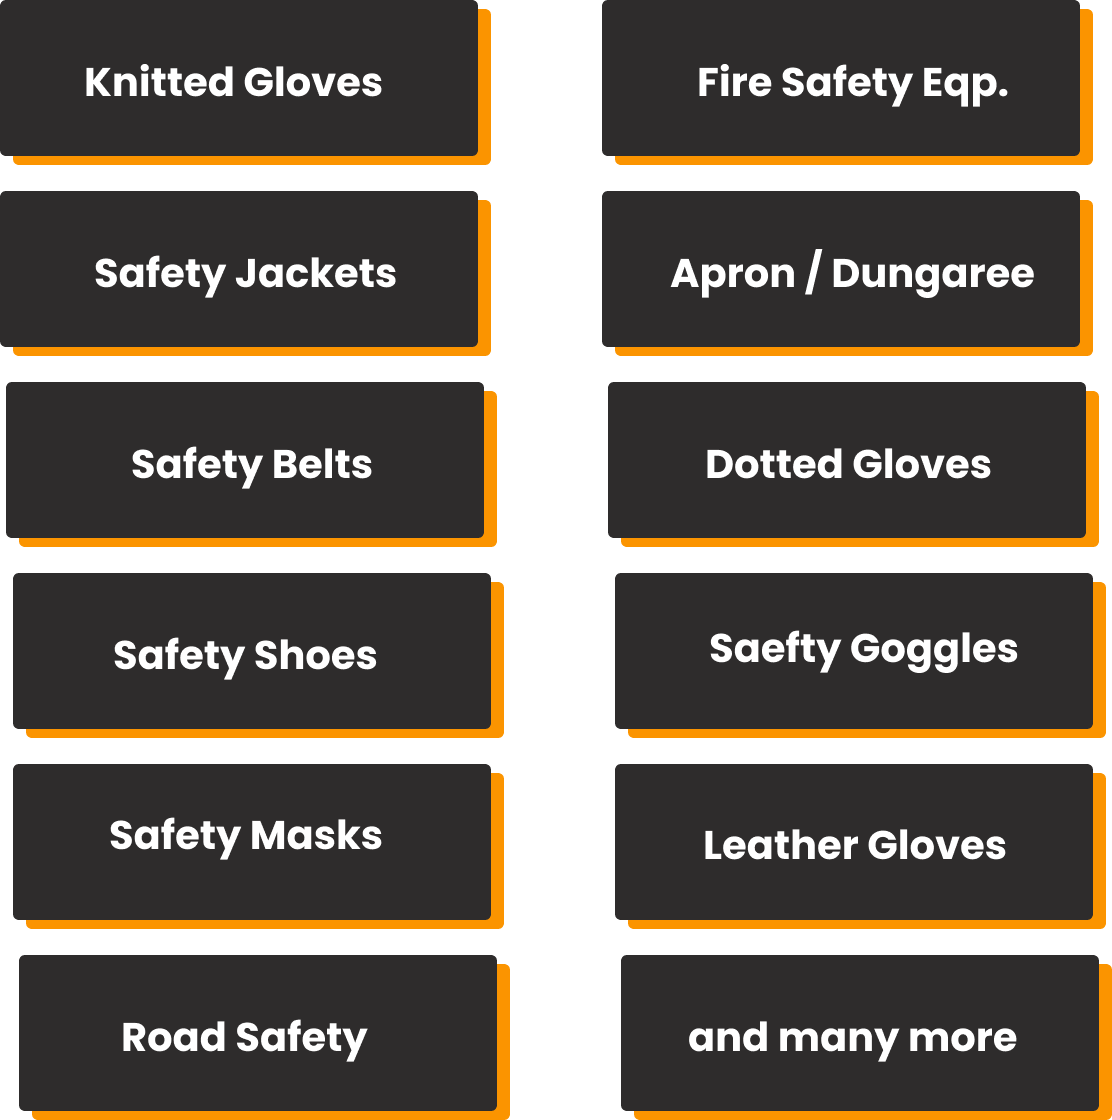 Knitted Gloves
Fire Safety Eqp.
Safety Jackets
Apron / Dungaree
Safety Belts
Dotted Gloves
Safety Shoes
Saefty Goggles
Safety Masks
Leather Gloves
Road Safety
and many more